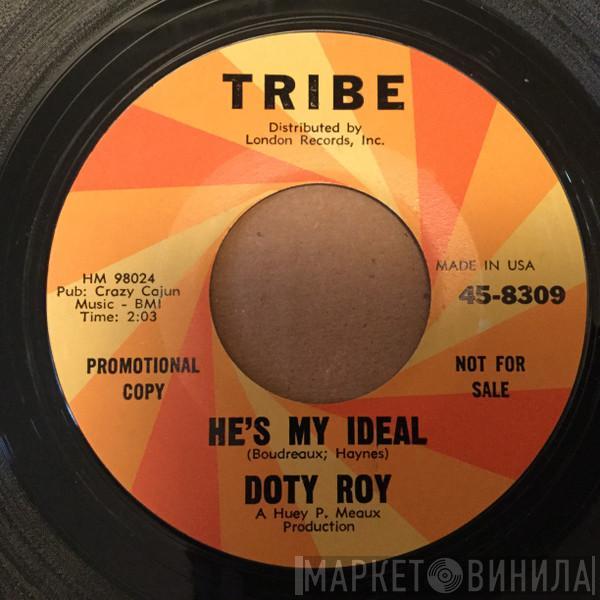 TRIBE
Distributed by
London Records, Inc.
HM 98024
Pub: Crazy Cajun
Music - BMI
Time: 2:03
MADE IN USA
45-8309
PROMOTIONAL
COPY
NOT FOR
SALE
HE'S MY IDEAL
(Boudreaux; Haynes)
DOTY ROY
A Huey P. Meaux
Production
МАРКЕТ ВИНИЛА